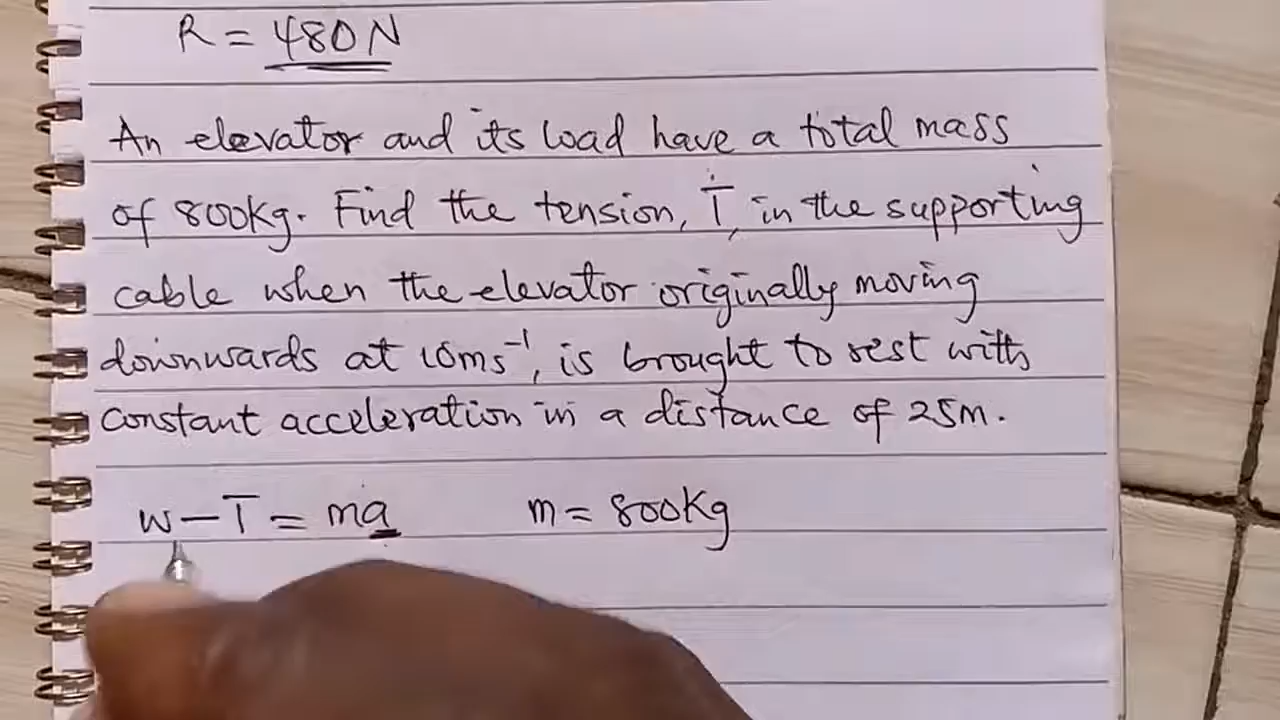 R = 480N
An elevator and its load have a total mass
of 800kg. Find the tension, T, in the supporting
cable when the elevator originally moving
downwards at 10ms⁻¹, is brought to rest with
constant acceleration in a distance of 25m.
W - T = ma m = 800kg